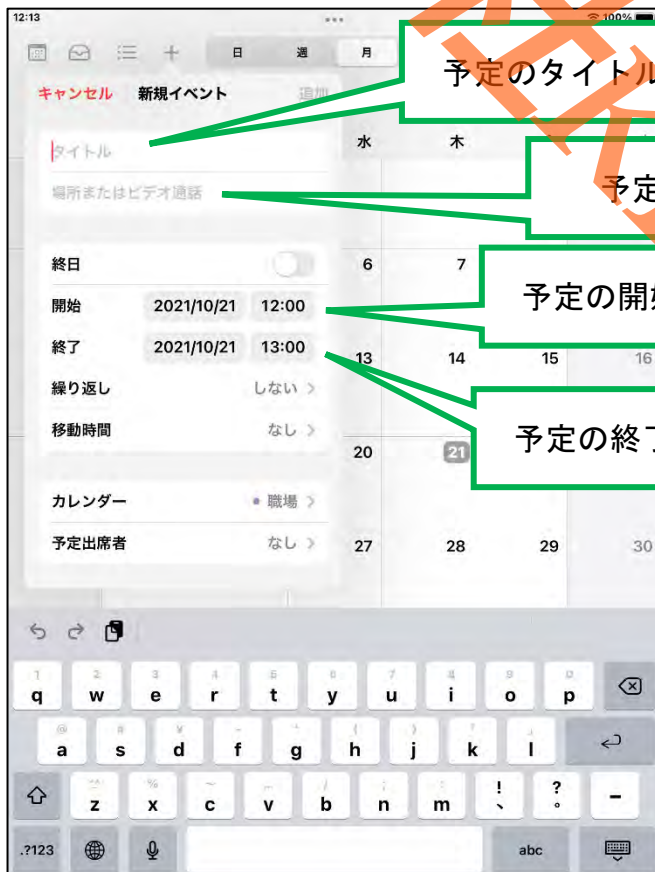 12:13
100%
日 週 月
キャンセル 新規イベント 追加
予定のタイトル
タイトル
水 木
場所またはビデオ通話
予定
終日
6 7
開始 2021/10/21 12:00
予定の開始
終了 2021/10/21 13:00
13 14 15 16
繰り返し しない
移動時間 なし
予定の終了
20 21
カレンダー 職場
予定出席者 なし
27 28 29 30
q w e r t y u i o p
a s d f g h j k l
z x c v b n m ! 、 ? 。 -
.?123 abc